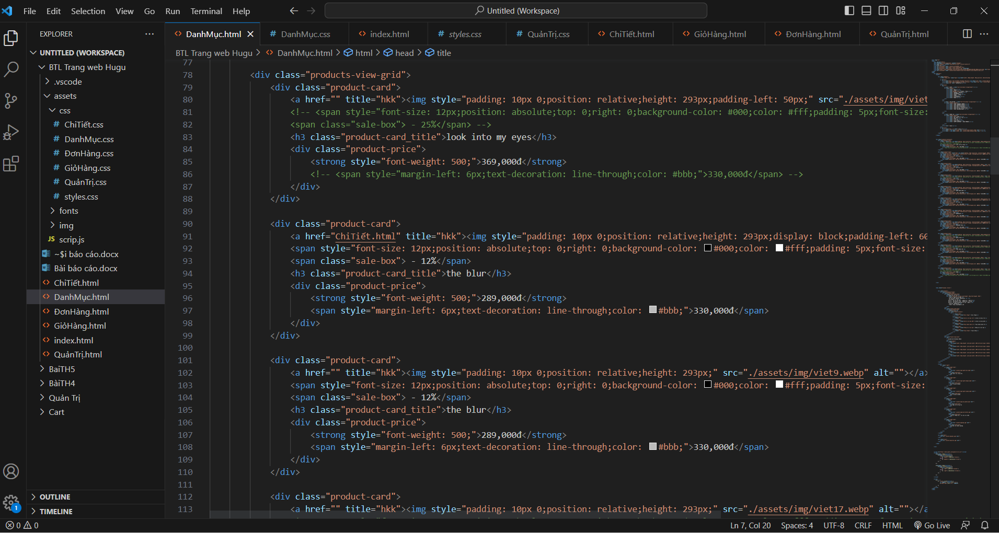 File Edit Selection View Go Run Terminal Help
Untitled (Workspace)
EXPLORER
UNTITLED (WORKSPACE)
BTL Trang web Hugu
.vscode
assets
css
# ChiTiết.css
# DanhMục.css
# ĐơnHàng.css
# GiỏHàng.css
# QuảnTrị.css
# styles.css
fonts
img
JS scrip.js
~$i báo cáo.docx
Bài báo cáo.docx
<> ChiTiết.html
<> DanhMục.html
<> ĐơnHàng.html
<> GiỏHàng.html
<> index.html
<> QuảnTrị.html
BaiTH5
BàiTH4
Quản Trị
Cart
OUTLINE
TIMELINE
<> DanhMục.html # DanhMục.css <> index.html # styles.css # QuảnTrị.css <> ChiTiết.html <> GiỏHàng.html <> ĐơnHàng.html <> QuảnTrị.html
BTL Trang web Hugu > <> DanhMục.html > html > head > title
77
78 <div class="products-view-grid">
79 <div class="product-card">
80 <a href="" title="hkk"><img style="padding: 10px 0;position: relative;height: 293px;padding-left: 50px;" src="./assets/img/viet
81 <!-- <span style="font-size: 12px;position: absolute;top: 0;right: 0;background-color: #000;color: #fff;padding: 5px;font-size:
82 <span class="sale-box"> - 25%</span> -->
83 <h3 class="product-card_title">look into my eyes</h3>
84 <div class="product-price">
85 <strong style="font-weight: 500;">369,000đ</strong>
86 <!-- <span style="margin-left: 6px;text-decoration: line-through;color: #bbb;">330,000đ</span> -->
87 </div>
88 </div>
89
90 <div class="product-card">
91 <a href="ChiTiết.html" title="hkk"><img style="padding: 10px 0;position: relative;height: 293px;display: block;padding-left: 60
92 <span style="font-size: 12px;position: absolute;top: 0;right: 0;background-color: #000;color: #fff;padding: 5px;font-size:
93 <span class="sale-box"> - 12%</span>
94 <h3 class="product-card_title">the blur</h3>
95 <div class="product-price">
96 <strong style="font-weight: 500;">289,000đ</strong>
97 <span style="margin-left: 6px;text-decoration: line-through;color: #bbb;">330,000đ</span>
98 </div>
99 </div>
100
101 <div class="product-card">
102 <a href="" title="hkk"><img style="padding: 10px 0;position: relative;height: 293px;" src="./assets/img/viet9.webp" alt=""></a>
103 <span style="font-size: 12px;position: absolute;top: 0;right: 0;background-color: #000;color: #fff;padding: 5px;font-size:
104 <span class="sale-box"> - 12%</span>
105 <h3 class="product-card_title">the blur</h3>
106 <div class="product-price">
107 <strong style="font-weight: 500;">289,000đ</strong>
108 <span style="margin-left: 6px;text-decoration: line-through;color: #bbb;">330,000đ</span>
109 </div>
110 </div>
111
112 <div class="product-card">
113 <a href="" title="hkk"><img style="padding: 10px 0;position: relative;height: 293px;" src="./assets/img/viet17.webp" alt=""></a
1
0 0
Ln 7, Col 20 Spaces: 4 UTF-8 CRLF HTML Go Live